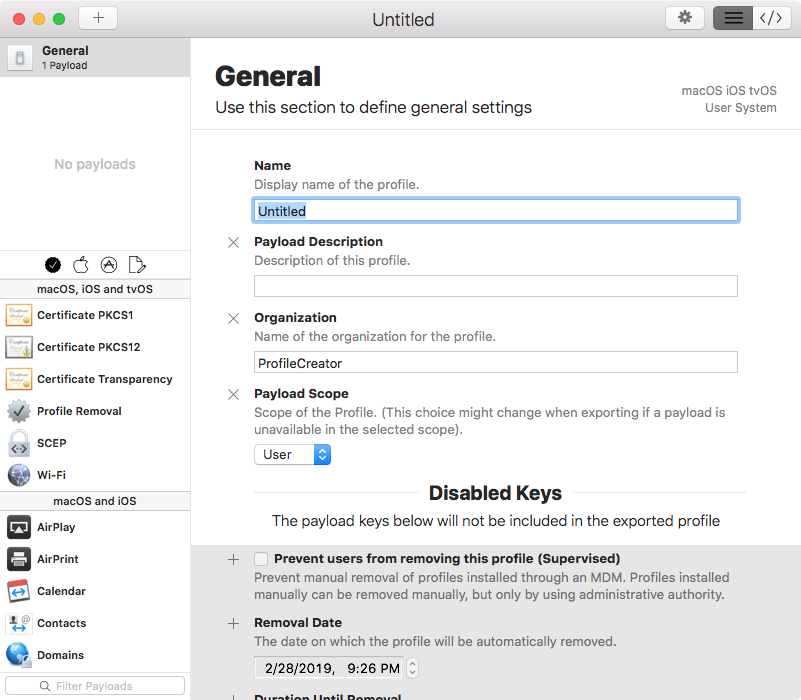 Untitled
General
1 Payload
No payloads
macOS, iOS and tvOS
Certificate PKCS1
Certificate PKCS12
Certificate Transparency
Profile Removal
SCEP
Wi-Fi
macOS and iOS
AirPlay
AirPrint
Calendar
Contacts
Domains
Filter Payloads
General
Use this section to define general settings
macOS iOS tvOS
User System
Name
Display name of the profile.
Untitled
Payload Description
Description of this profile.
Organization
Name of the organization for the profile.
ProfileCreator
Payload Scope
Scope of the Profile. (This choice might change when exporting if a payload is
unavailable in the selected scope).
User
Disabled Keys
The payload keys below will not be included in the exported profile
Prevent users from removing this profile (Supervised)
Prevent manual removal of profiles installed through an MDM. Profiles installed
manually can be removed manually, but only by using administrative authority.
Removal Date
The date on which the profile will be automatically removed.
2/28/2019, 9:26 PM
Duration Until Removal